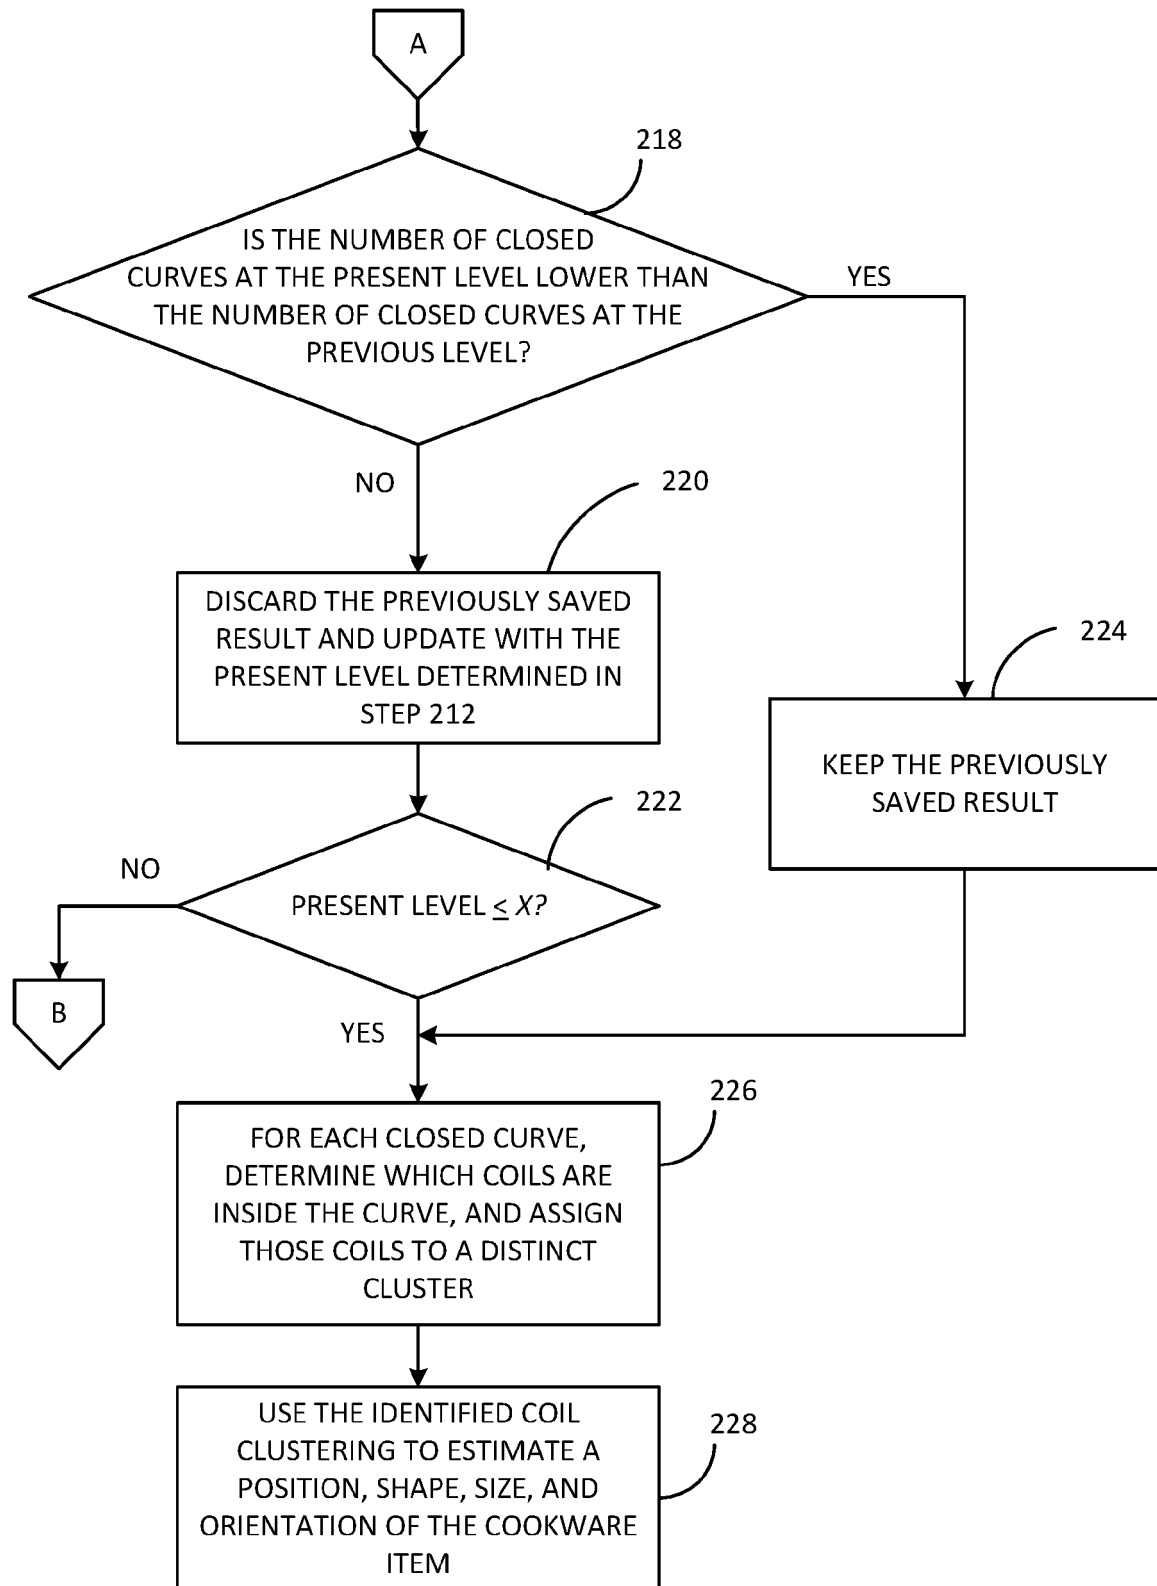 A
218
IS THE NUMBER OF CLOSED
CURVES AT THE PRESENT LEVEL LOWER THAN
THE NUMBER OF CLOSED CURVES AT THE
PREVIOUS LEVEL?
YES
NO
220
DISCARD THE PREVIOUSLY SAVED
RESULT AND UPDATE WITH THE
PRESENT LEVEL DETERMINED IN
STEP 212
224
KEEP THE PREVIOUSLY
SAVED RESULT
222
NO
PRESENT LEVEL ≤ X?
B
YES
226
FOR EACH CLOSED CURVE,
DETERMINE WHICH COILS ARE
INSIDE THE CURVE, AND ASSIGN
THOSE COILS TO A DISTINCT
CLUSTER
228
USE THE IDENTIFIED COIL
CLUSTERING TO ESTIMATE A
POSITION, SHAPE, SIZE, AND
ORIENTATION OF THE COOKWARE
ITEM